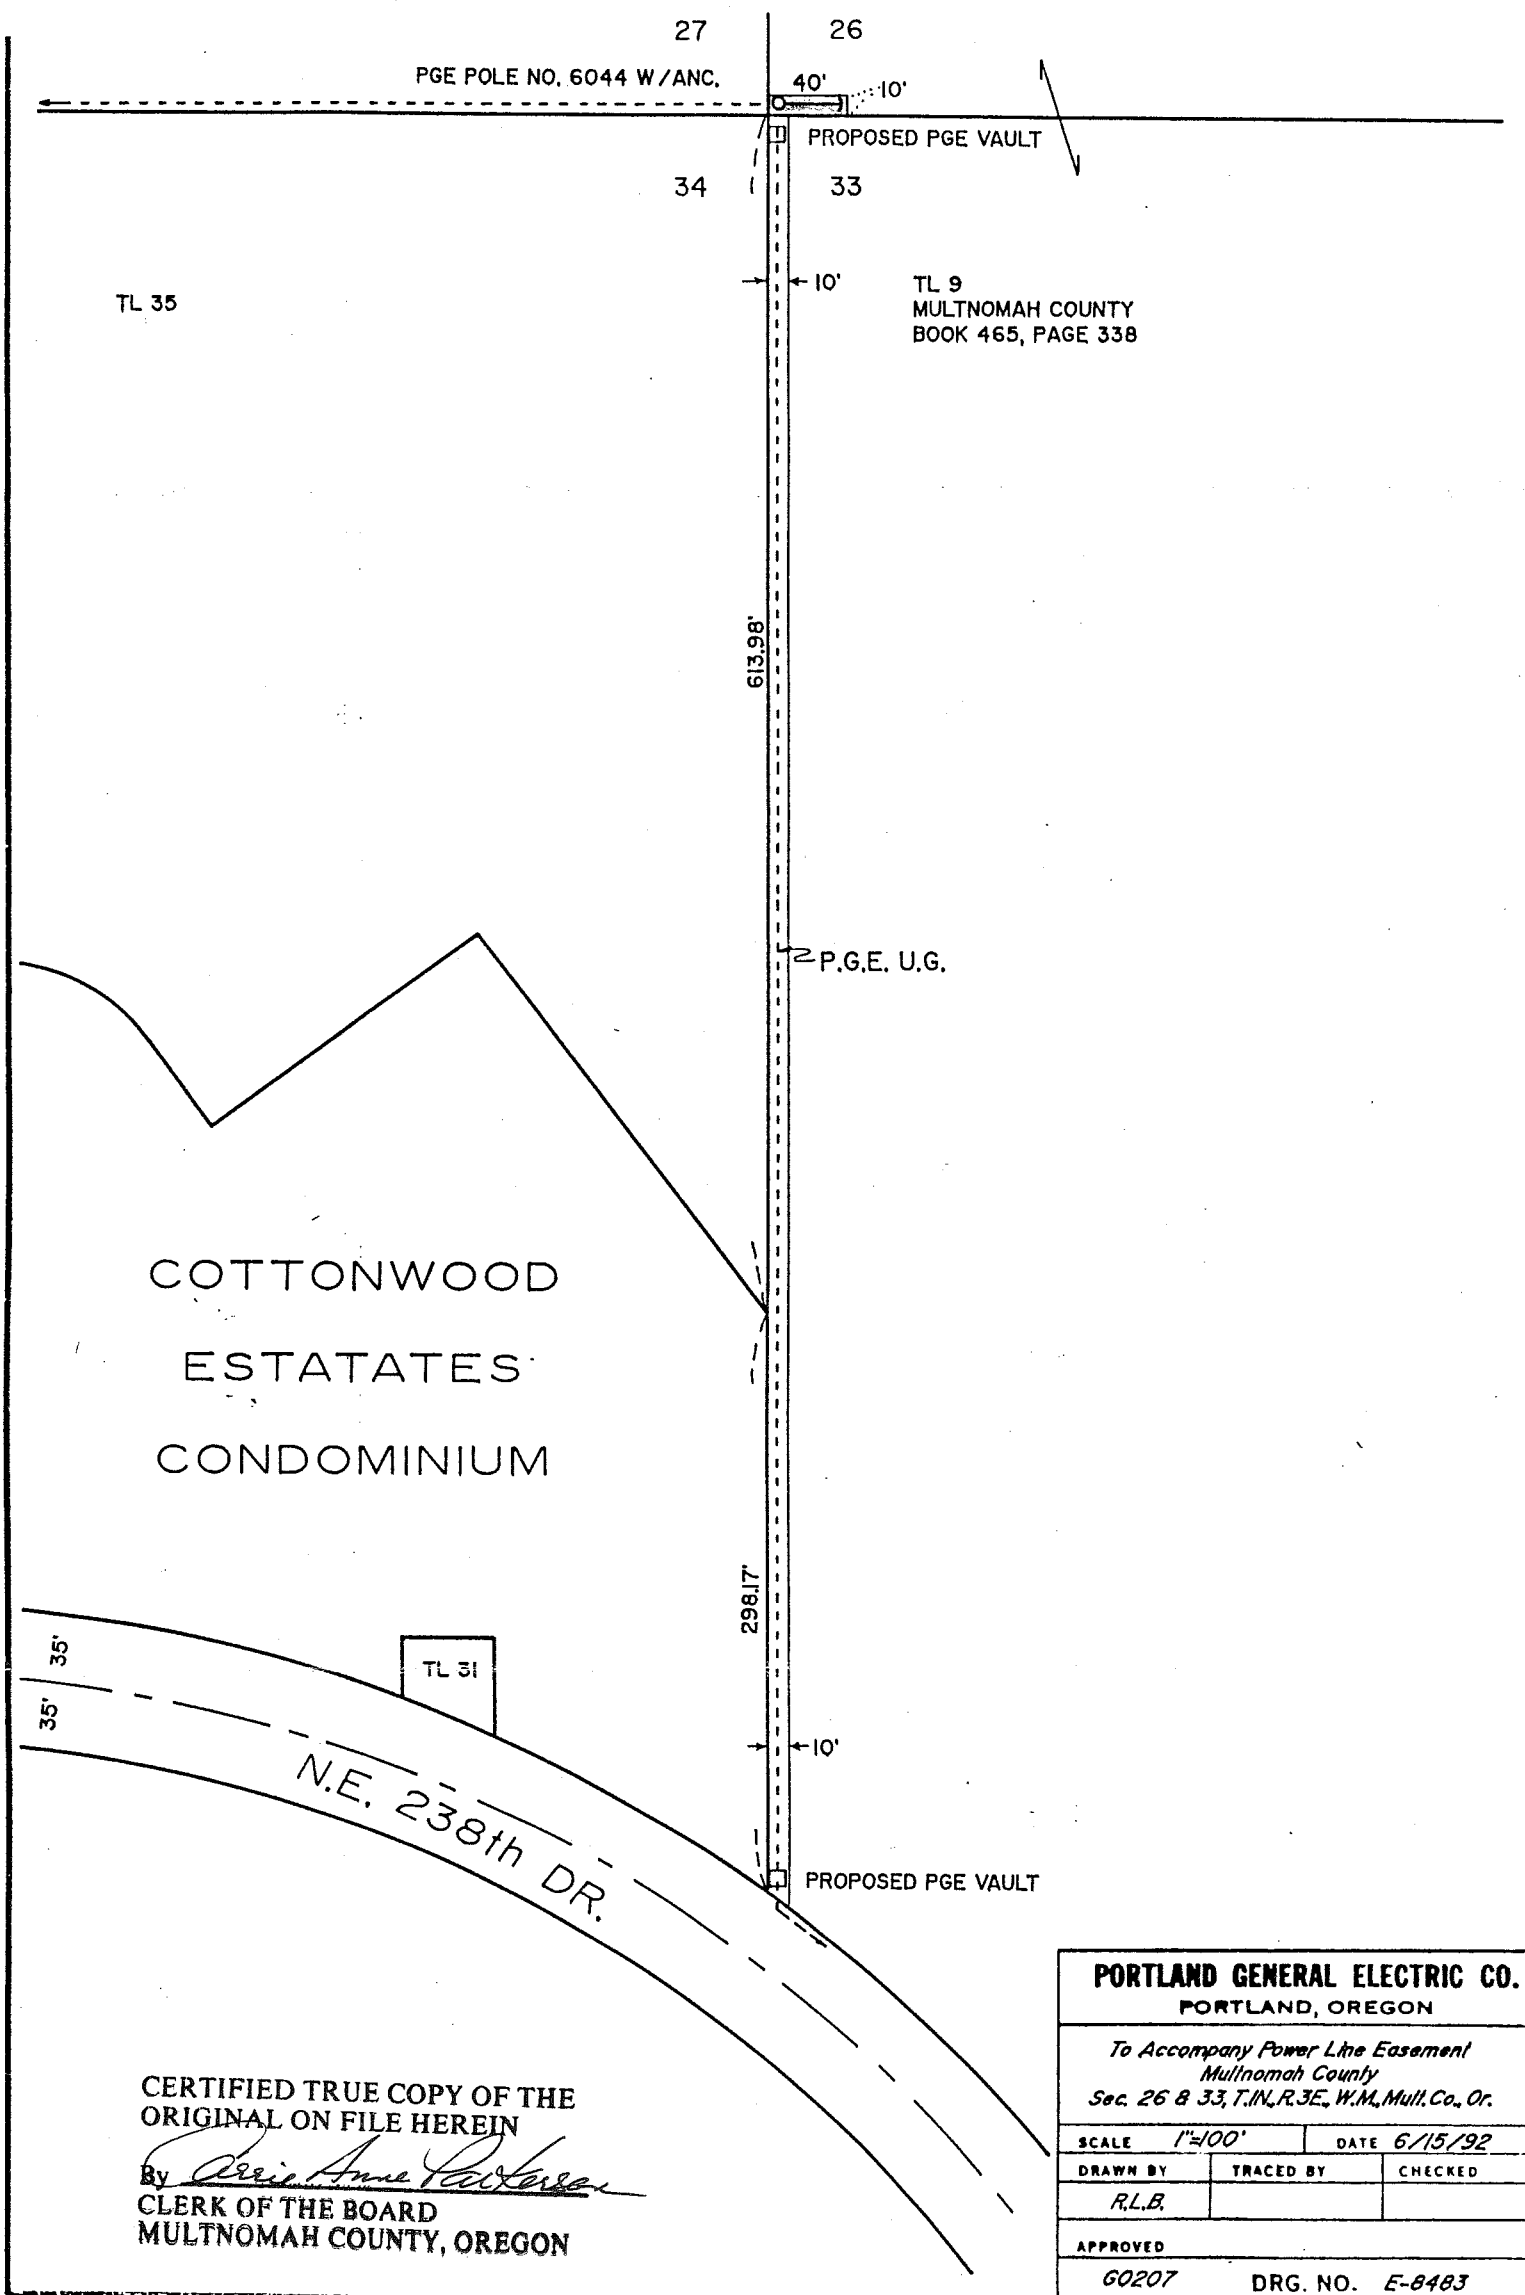 27
26
PGE POLE NO. 6044 W/ANC.
40'
10'
PROPOSED PGE VAULT
34
33
10'
TL 35
TL 9
MULTNOMAH COUNTY
BOOK 465, PAGE 338
613.98'
P.G.E. U.G.
COTTONWOOD
ESTATATES
CONDOMINIUM
298.17'
35'
35'
TL 31
10'
N.E. 238th DR.
PROPOSED PGE VAULT
PORTLAND GENERAL ELECTRIC CO.
PORTLAND, OREGON
To Accompany Power Line Easement
Multnomah County
Sec. 26 & 33, T.1N., R.3E., W.M., Mult. Co., Or.
SCALE 1"=100' DATE 6/15/92
DRAWN BY TRACED BY CHECKED
R.L.B.
APPROVED
GO207 DRG. NO. E-8483
CERTIFIED TRUE COPY OF THE
ORIGINAL ON FILE HEREIN
By
CLERK OF THE BOARD
MULTNOMAH COUNTY, OREGON